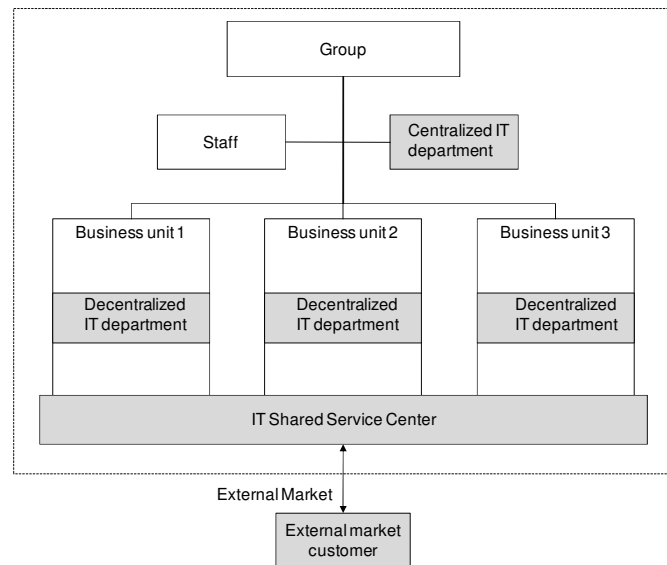 Group
Staff
Centralized IT
department
Business unit 1
Business unit 2
Business unit 3
Decentralized
IT department
Decentralized
IT department
Decentralized
IT department
IT Shared Service Center
External Market
External market
customer